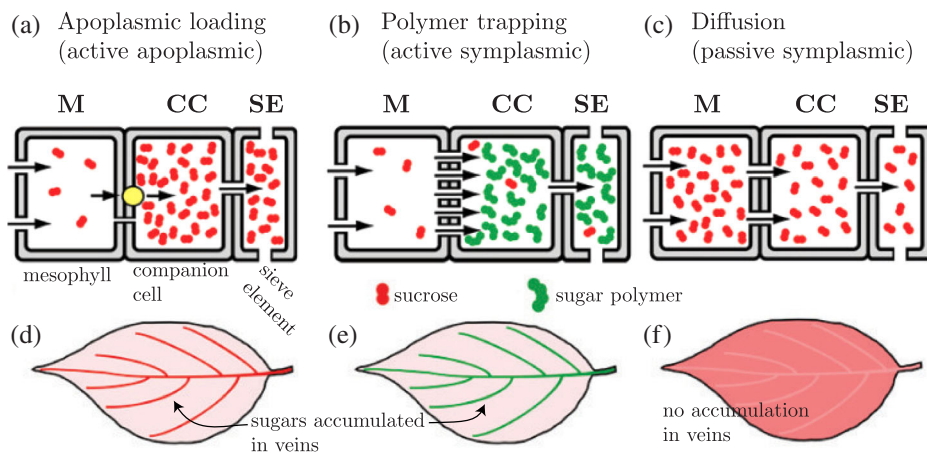 (a) Apoplasmic loading
(active apoplasmic)
(b) Polymer trapping
(active symplasmic)
(c) Diffusion
(passive symplasmic)
M CC SE
M CC SE
M CC SE
mesophyll
companion
cell
sieve
element
sucrose
sugar polymer
(d)
(e)
(f)
sugars accumulated
in veins
no accumulation
in veins